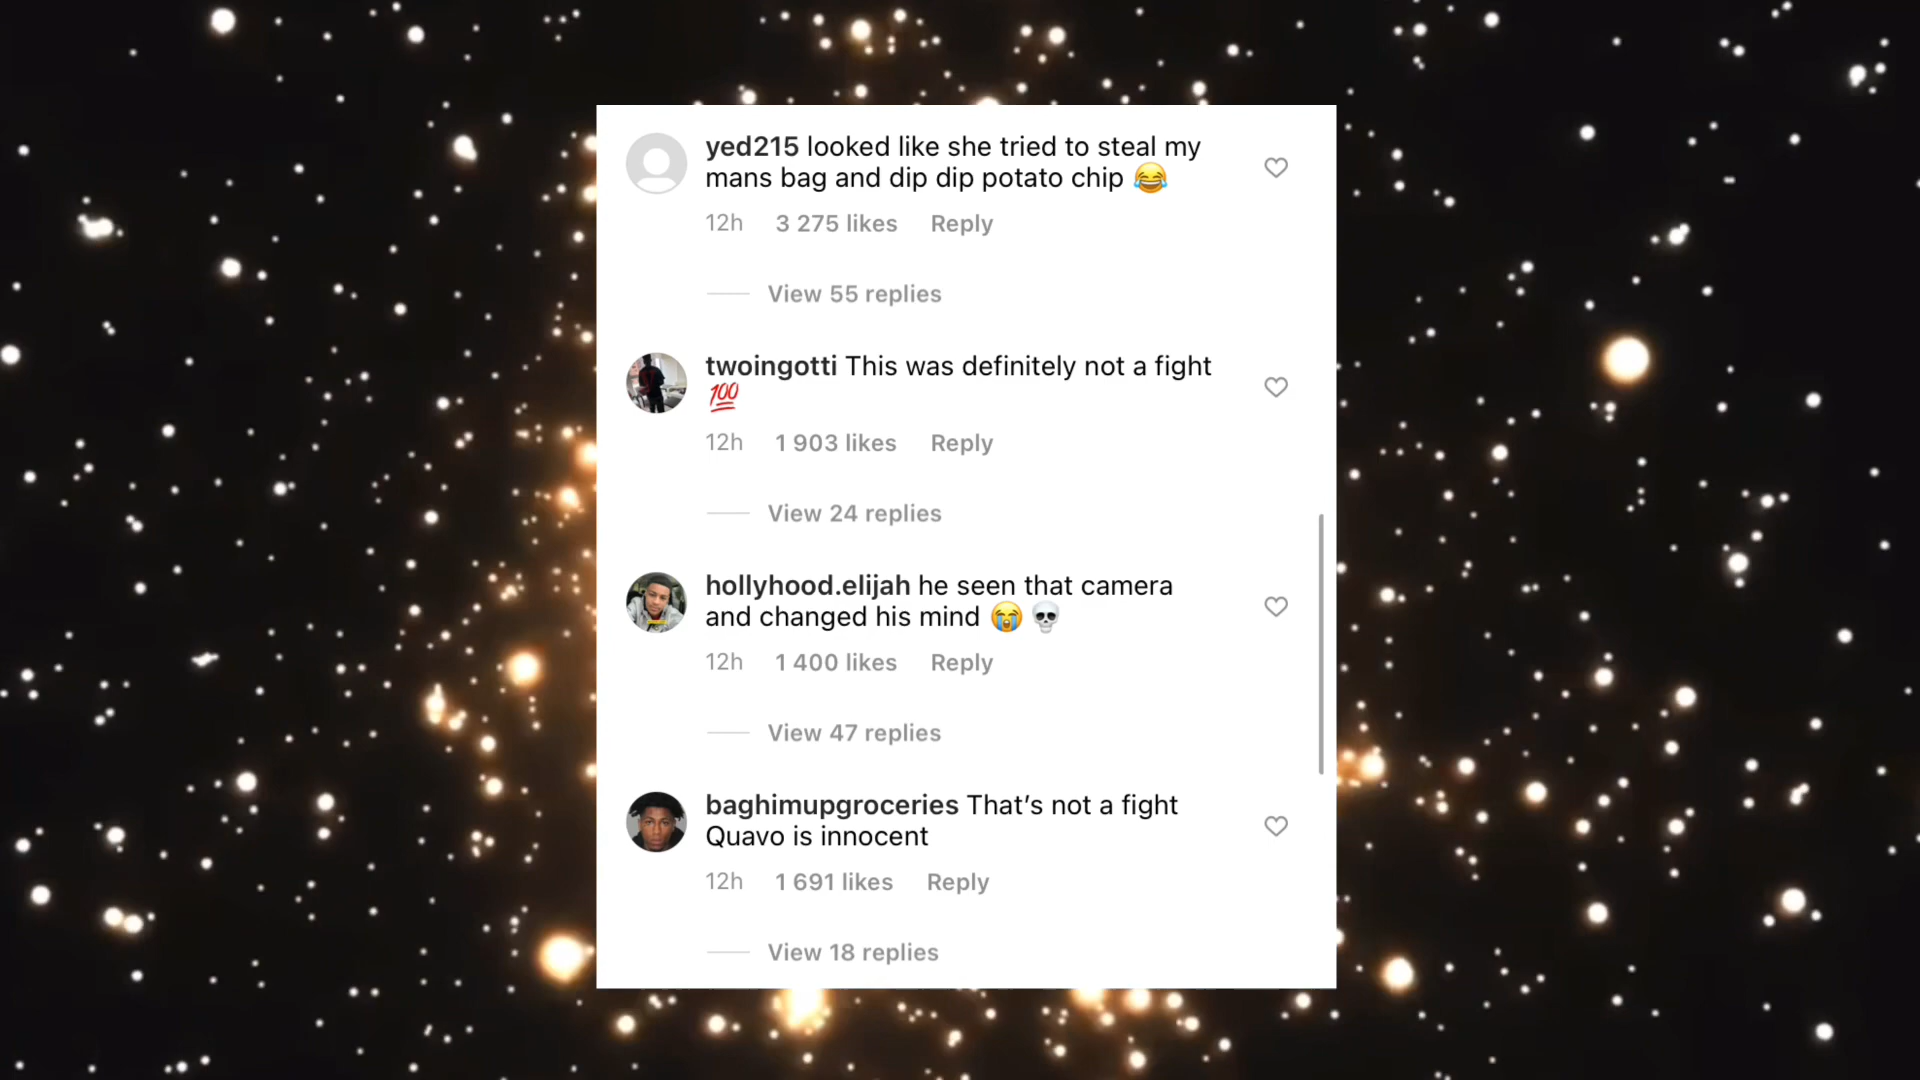 yed215 looked like she tried to steal my
mans bag and dip dip potato chip 😂
12h 3 275 likes Reply
View 55 replies
twoingotti This was definitely not a fight
💯
12h 1 903 likes Reply
View 24 replies
hollyhood.elijah he seen that camera
and changed his mind 😭💀
12h 1 400 likes Reply
View 47 replies
baghimupgroceries That’s not a fight
Quavo is innocent
12h 1 691 likes Reply
View 18 replies